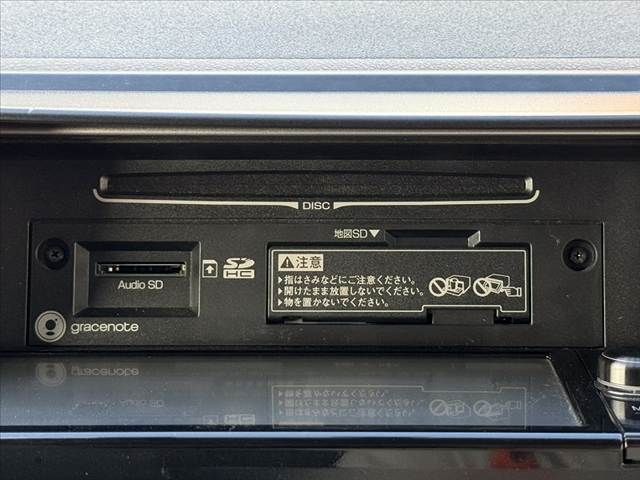 DISC
地図SD▼
⚠注意
▶指はさみなどにご注意ください。
▶開けたまま放置しないでください。
▶物を置かないでください。
Audio SD
SD
HC
gracenote